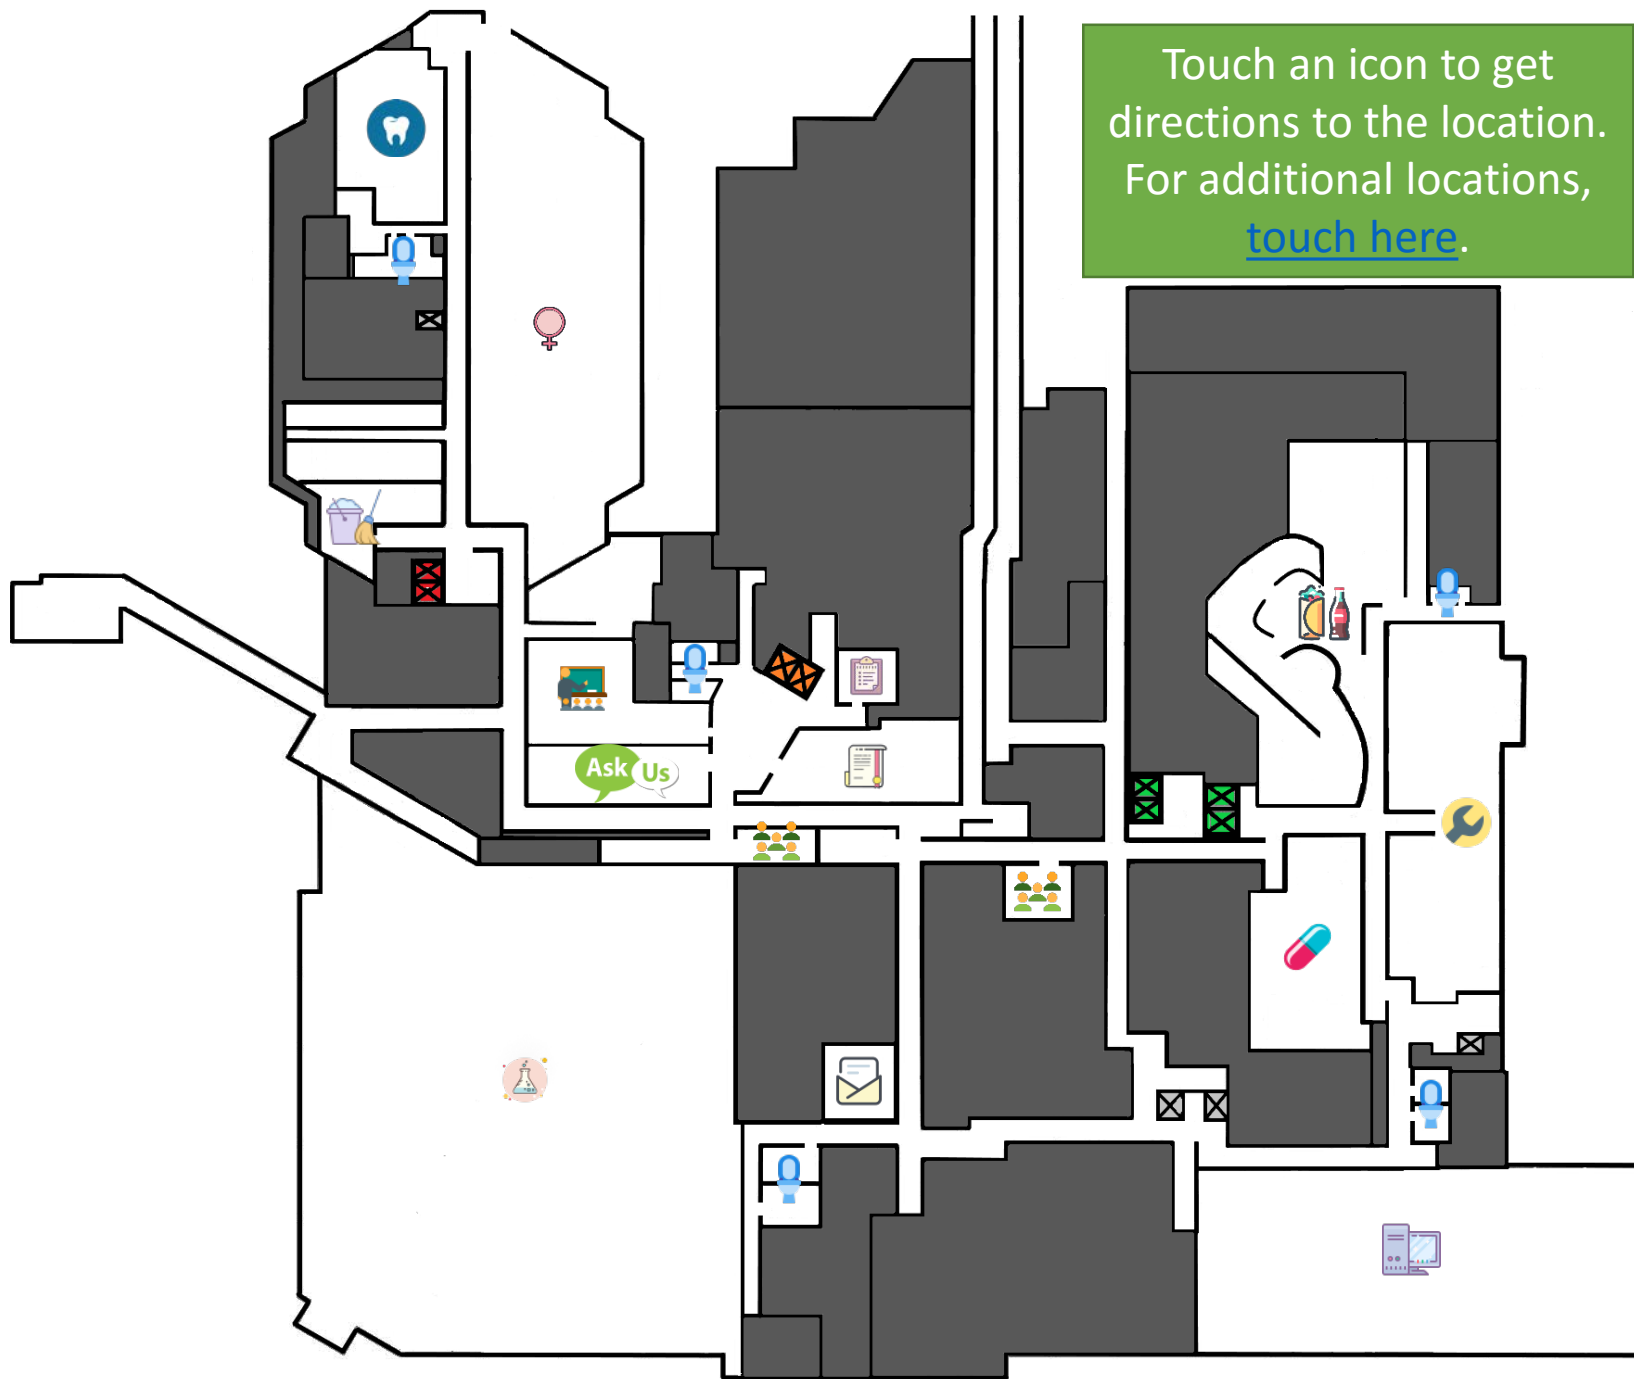 Touch an icon to get
directions to the location.
For additional locations,
touch here.
Ask Us